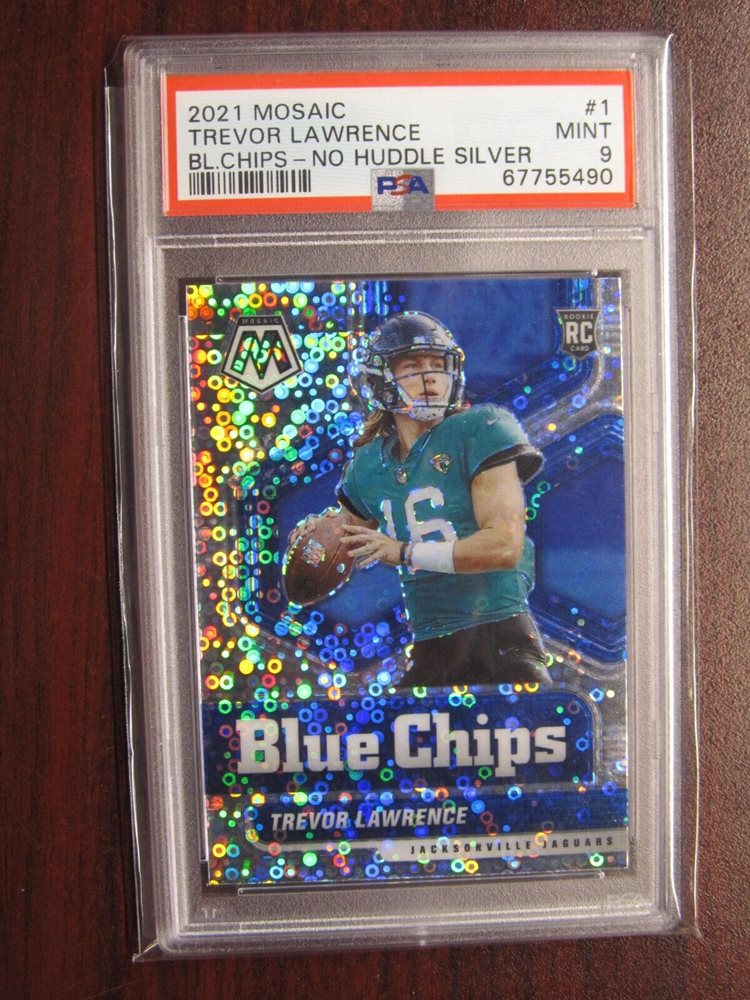 2021 MOSAIC #1
TREVOR LAWRENCE MINT
BL.CHIPS – NO HUDDLE SILVER 9
PSA 67755490
MOSAIC
ROOKIE
RC
CARD
16
Blue Chips
TREVOR LAWRENCE
JACKSONVILLE JAGUARS